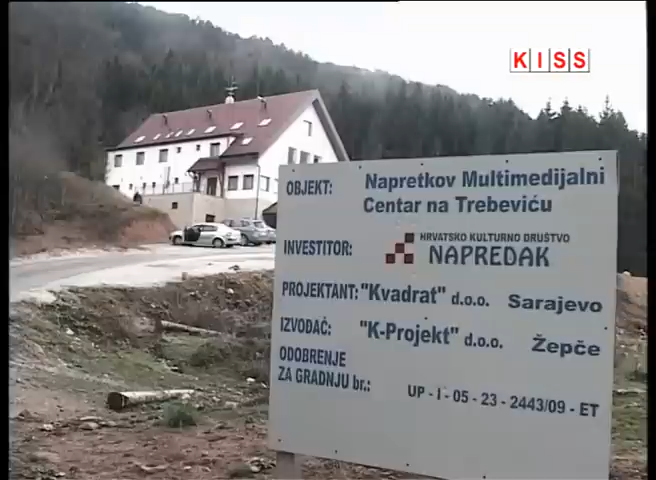 KISS
OBJEKT: Napretkov Multimedijalni
Centar na Trebeviću
INVESTITOR: HRVATSKO KULTURNO DRUŠTVO
NAPREDAK
PROJEKTANT: "Kvadrat" d.o.o. Sarajevo
IZVOĐAČ: "K-Projekt" d.o.o. Žepče
ODOBRENJE
ZA GRADNJU br.: UP - I - 05 - 23 - 2443/09 - ET